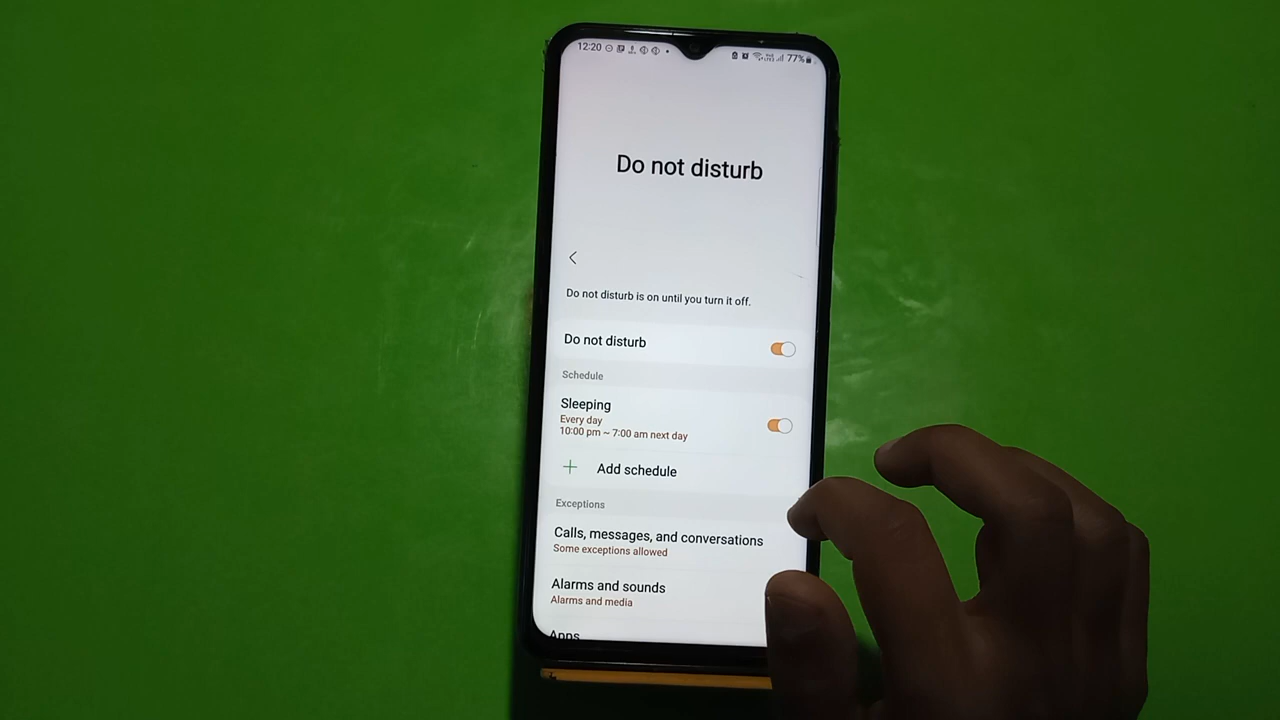 12:20
77%
Do not disturb
Do not disturb is on until you turn it off.
Do not disturb
Schedule
Sleeping
Every day
10:00 pm ~ 7:00 am next day
Add schedule
Exceptions
Calls, messages, and conversations
Some exceptions allowed
Alarms and sounds
Alarms and media
Apps